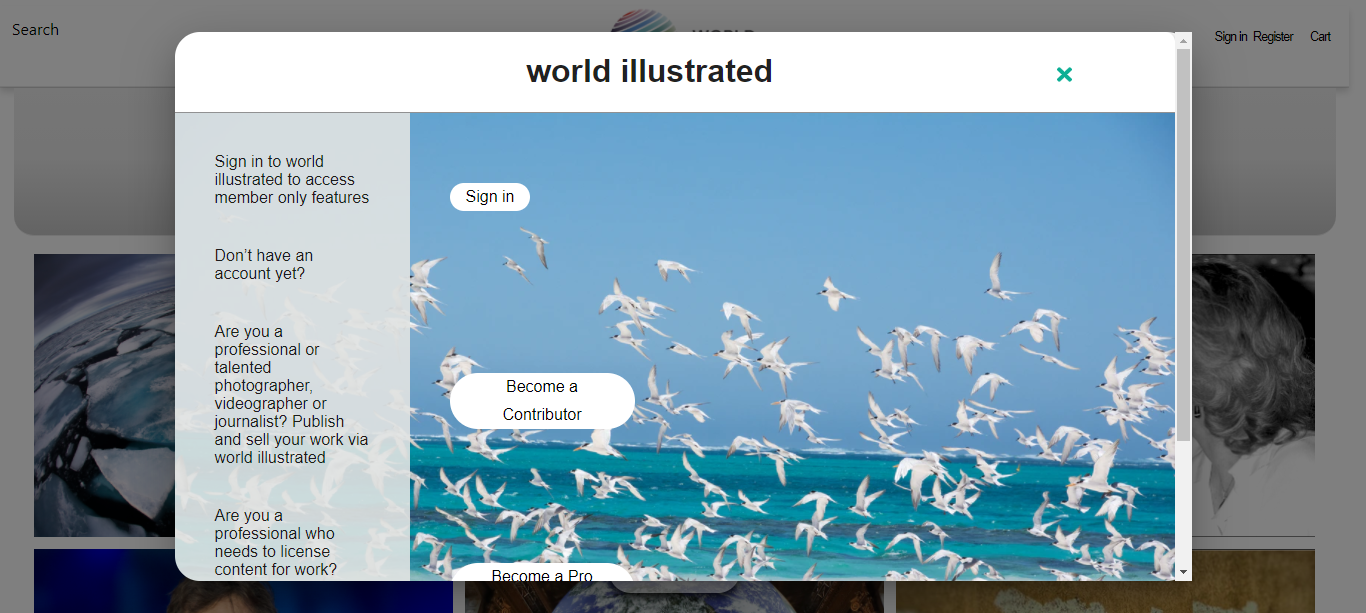 Search
WORLD
Sign in Register Cart
world illustrated
Sign in to world
illustrated to access
member only features
Sign in
Don’t have an
account yet?
Are you a
professional or
talented
photographer,
videographer or
journalist? Publish
and sell your work via
world illustrated
Become a
Contributor
Are you a
professional who
needs to license
content for work?
Become a Pro